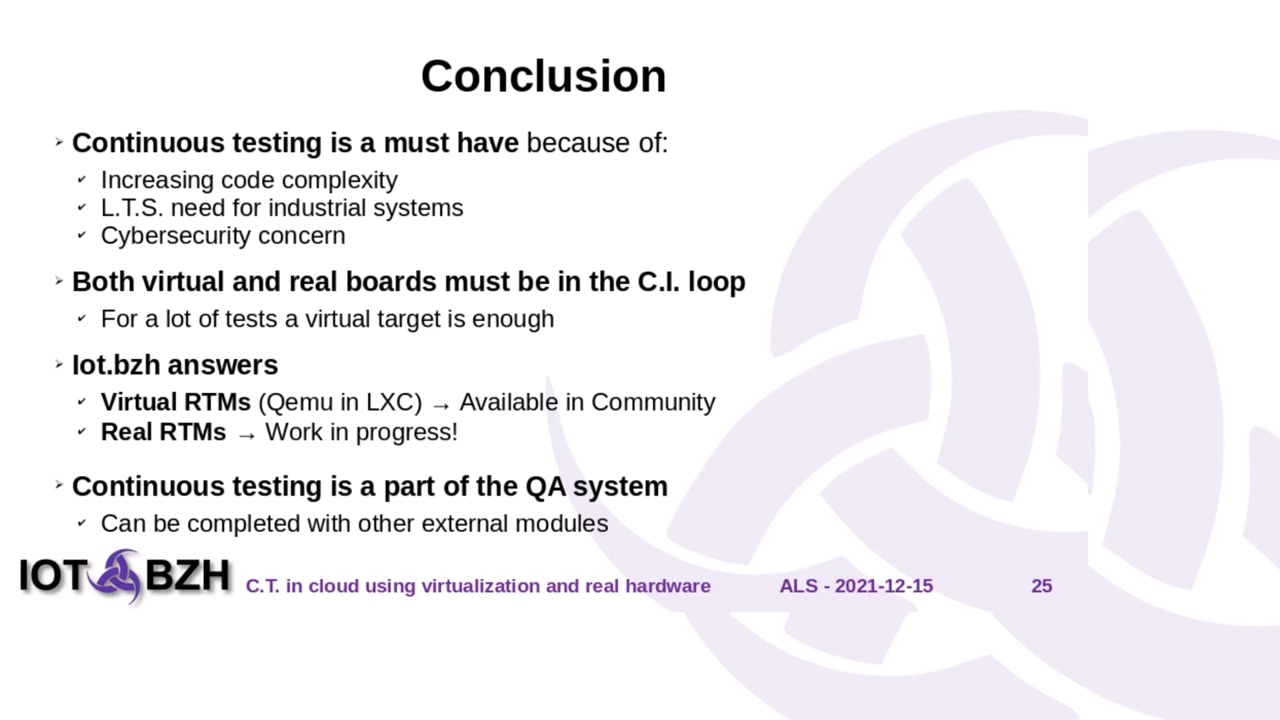 Conclusion
Continuous testing is a must have because of:
Increasing code complexity
L.T.S. need for industrial systems
Cybersecurity concern
Both virtual and real boards must be in the C.I. loop
For a lot of tests a virtual target is enough
Iot.bzh answers
Virtual RTMs (Qemu in LXC) → Available in Community
Real RTMs → Work in progress!
Continuous testing is a part of the QA system
Can be completed with other external modules
IOT BZH C.T. in cloud using virtualization and real hardware ALS - 2021-12-15 25